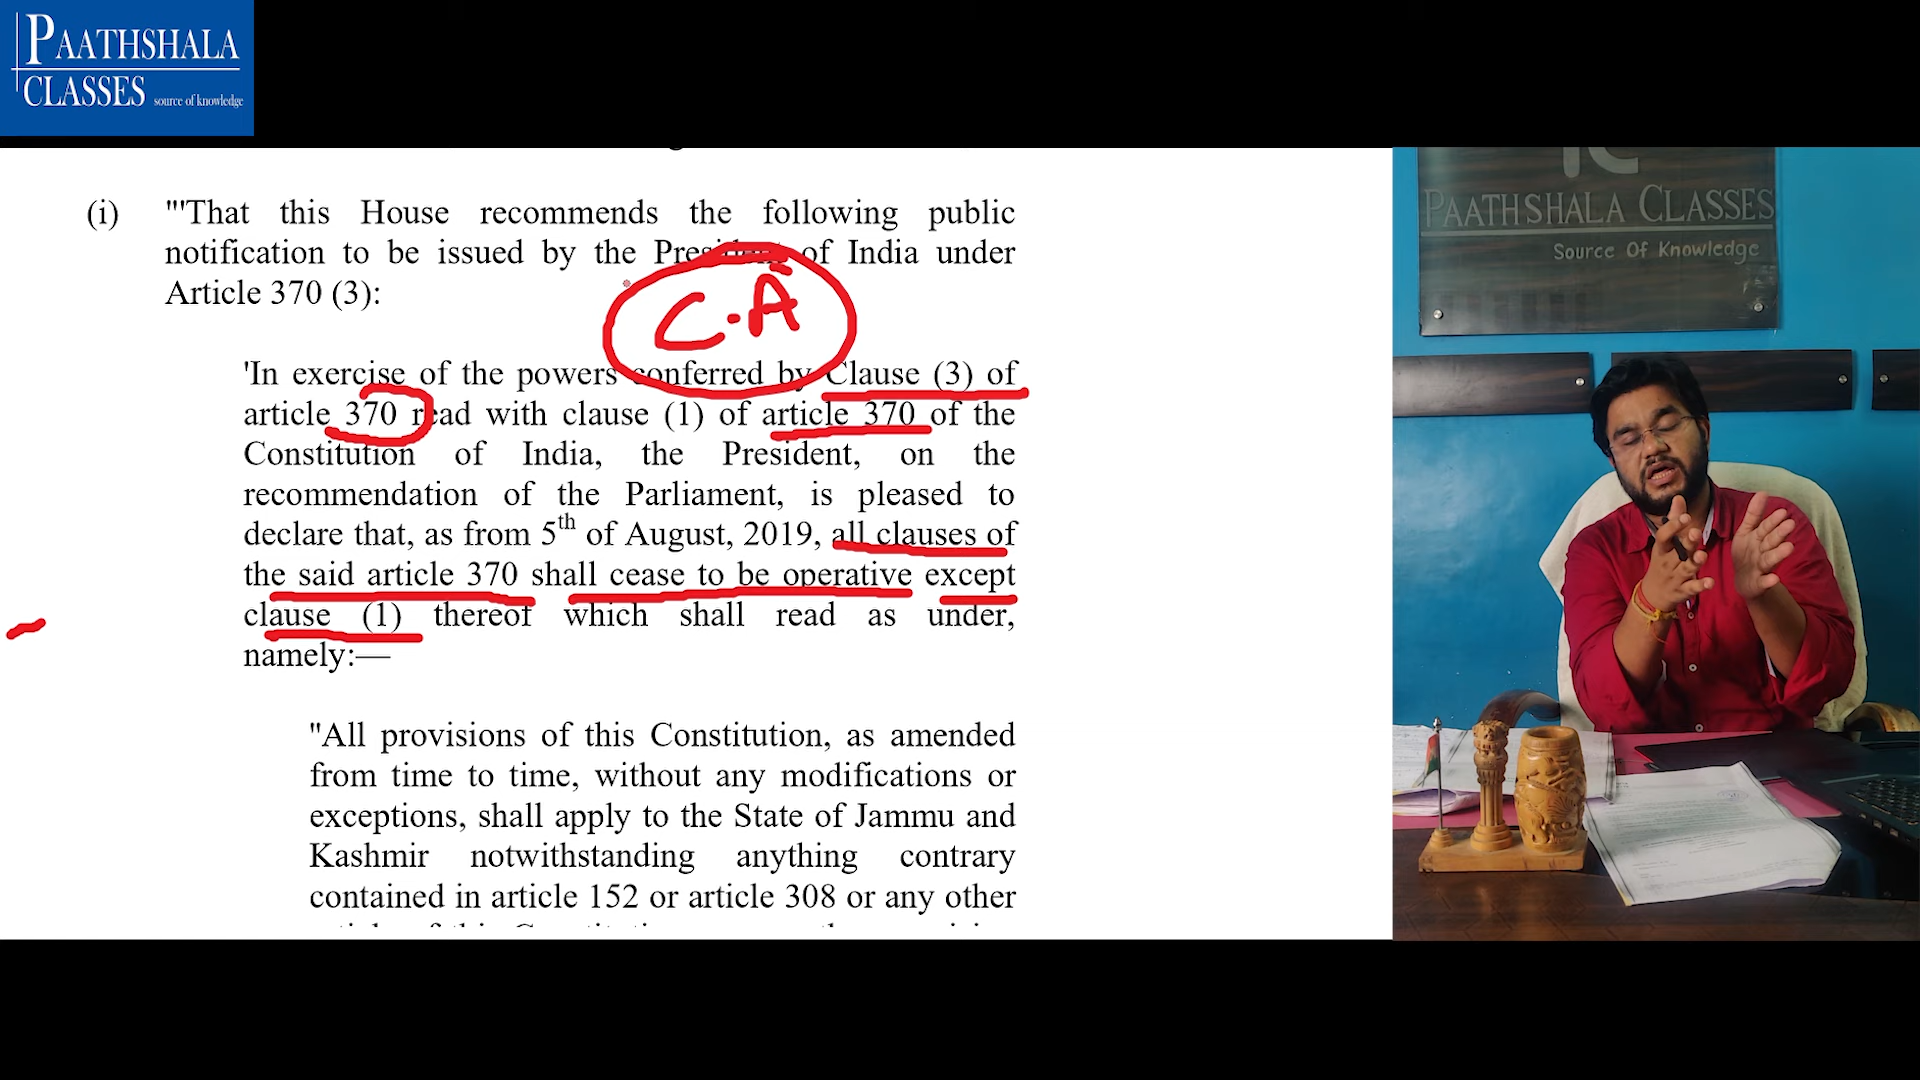 PAATHSHALA
CLASSES source of knowledge
(i) "'That this House recommends the following public
notification to be issued by the President of India under
Article 370 (3):
C.A
'In exercise of the powers conferred by Clause (3) of
article 370 read with clause (1) of article 370 of the
Constitution of India, the President, on the
recommendation of the Parliament, is pleased to
declare that, as from 5th of August, 2019, all clauses of
the said article 370 shall cease to be operative except
clause (1) thereof which shall read as under,
namely:—
"All provisions of this Constitution, as amended
from time to time, without any modifications or
exceptions, shall apply to the State of Jammu and
Kashmir notwithstanding anything contrary
contained in article 152 or article 308 or any other
PAATHSHALA CLASSES
Source Of Knowledge